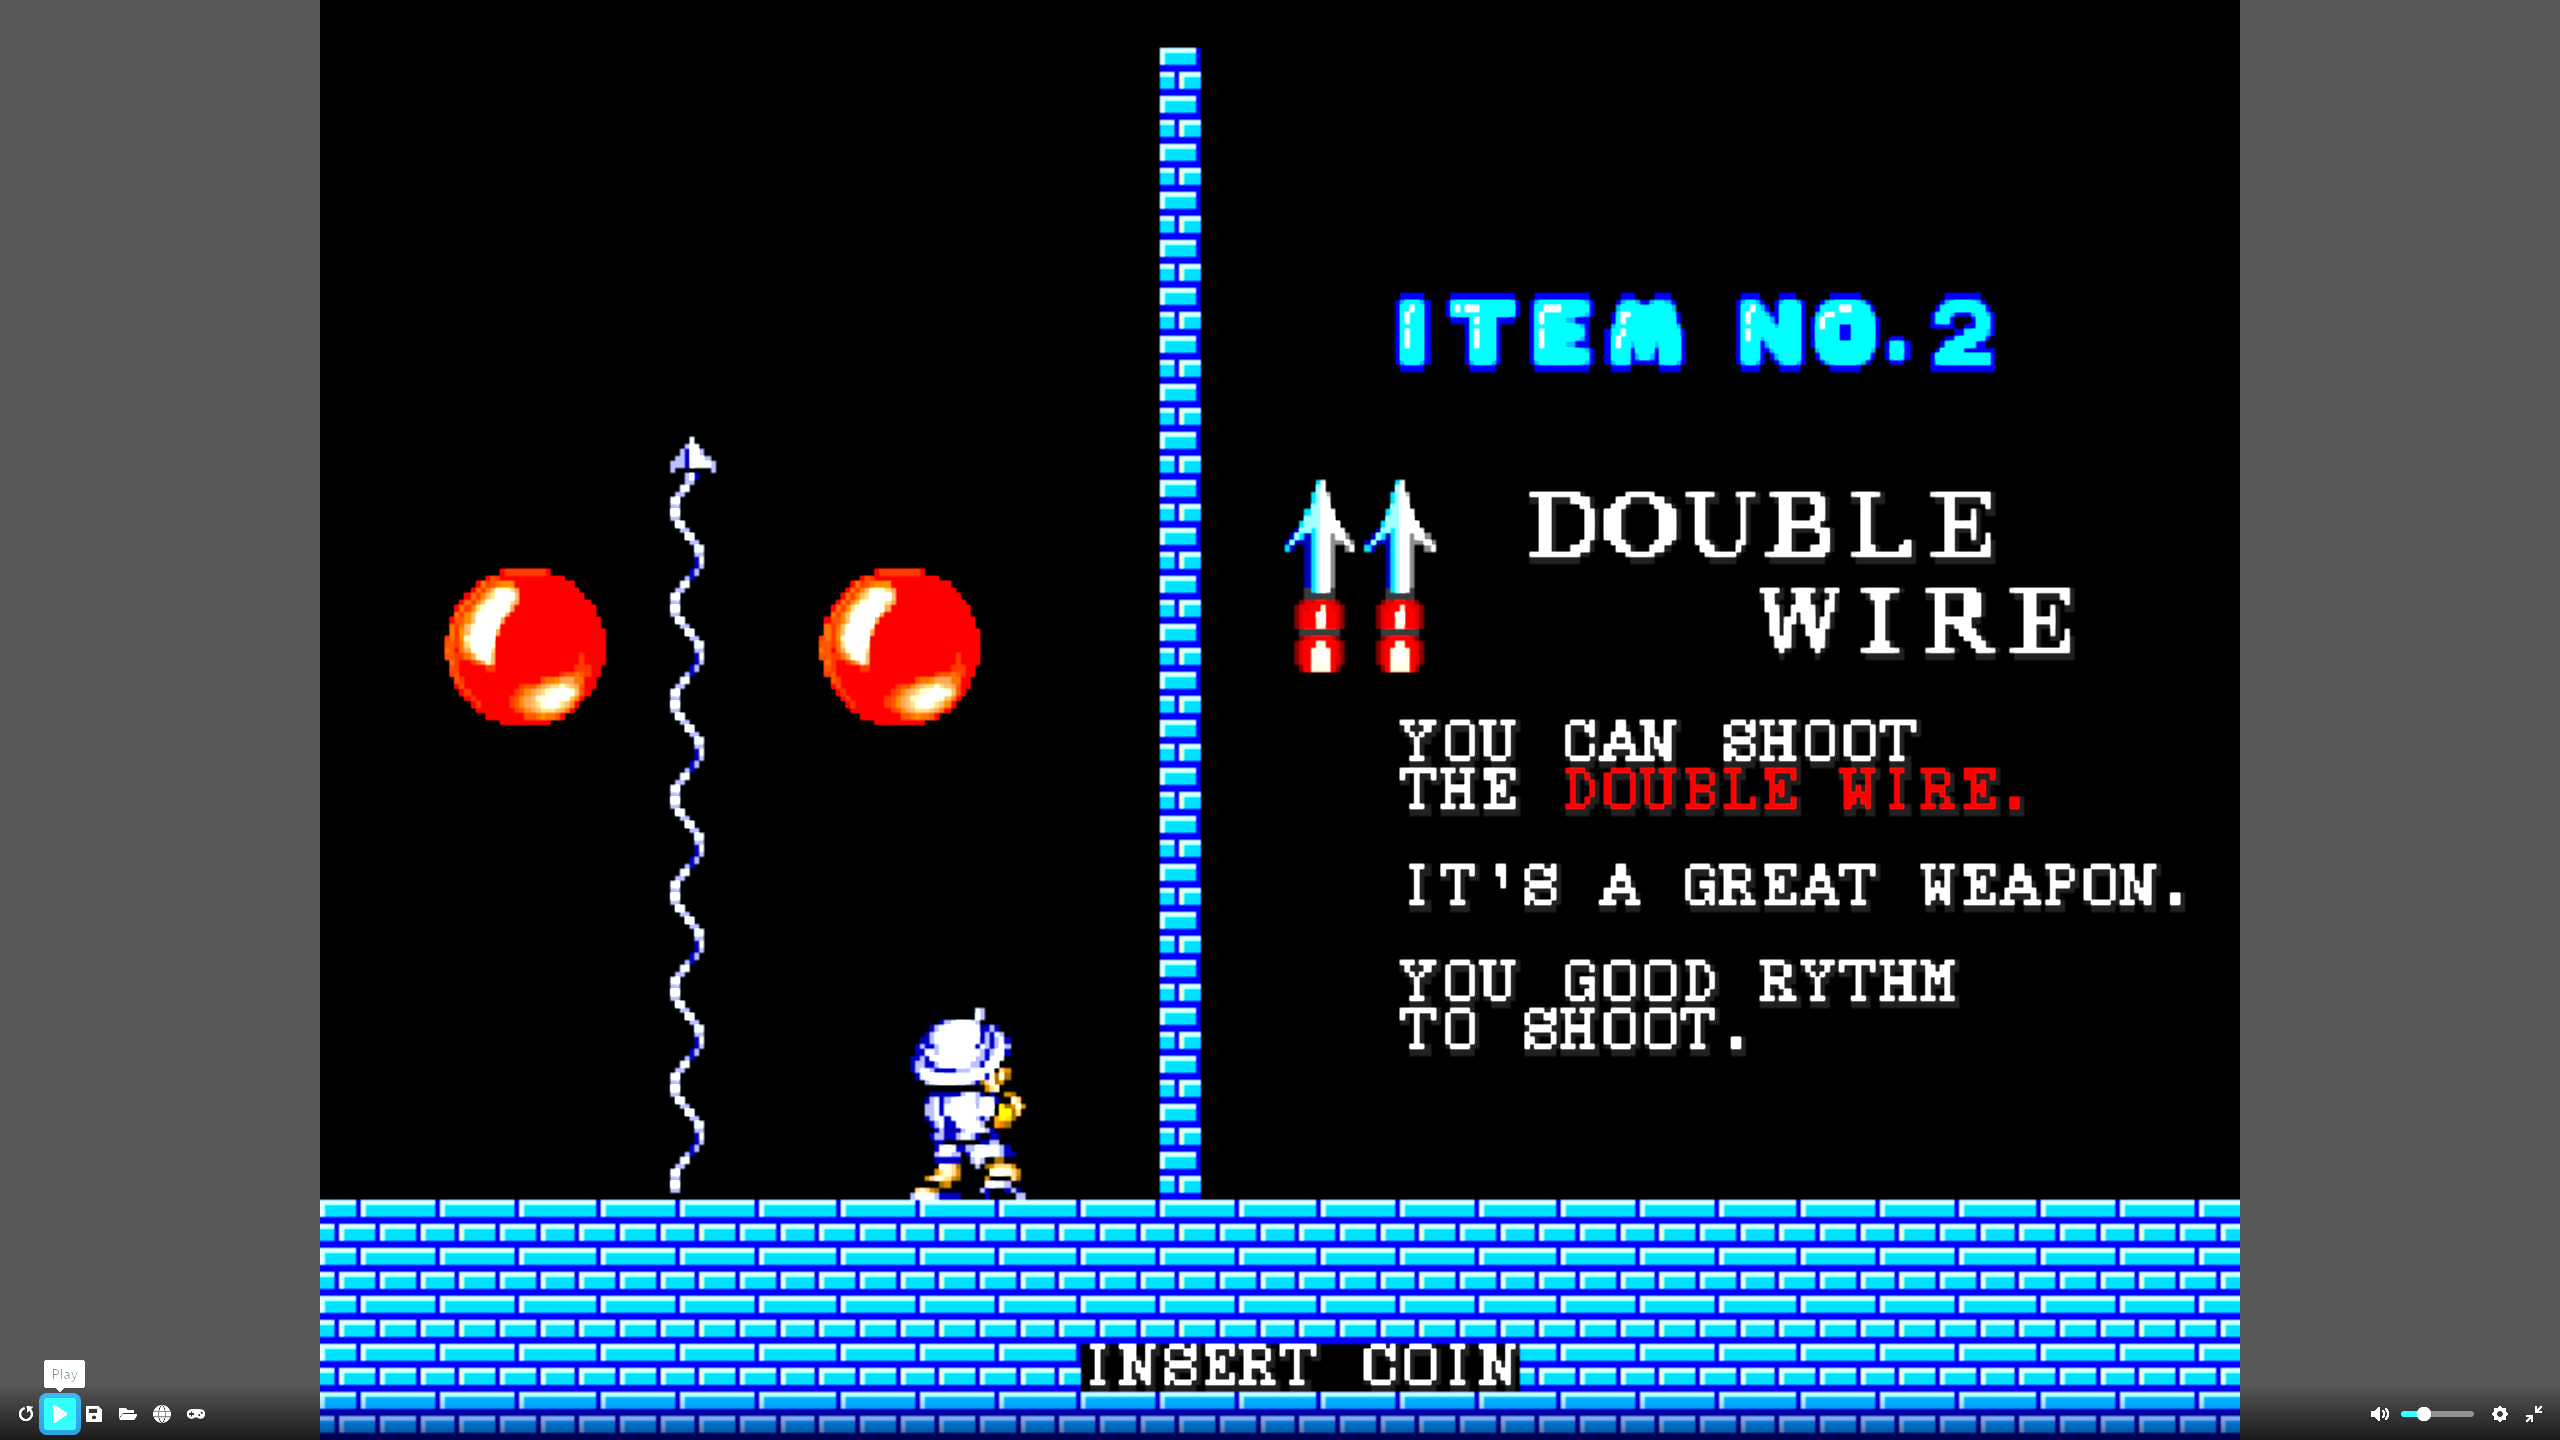 ITEM NO.2
DOUBLE
WIRE
YOU CAN SHOOT
THE DOUBLE WIRE.
IT'S A GREAT WEAPON.
YOU GOOD RYTHM
TO SHOOT.
INSERT COIN
Play